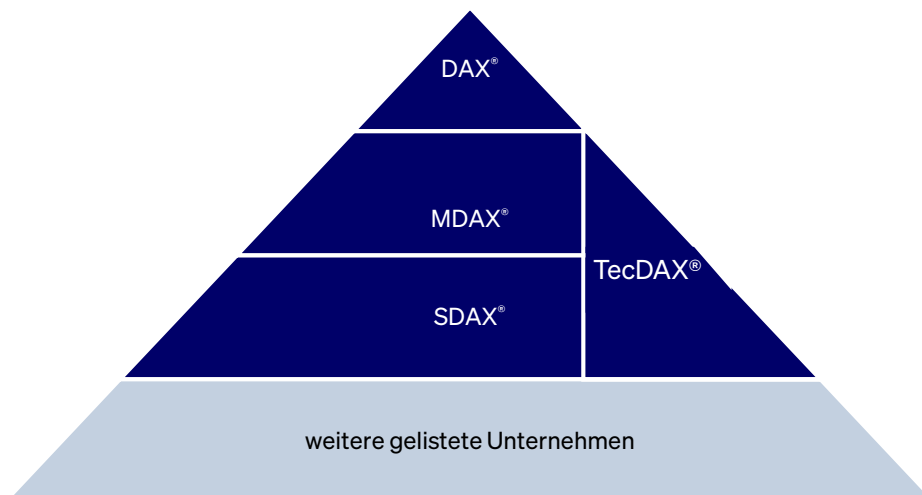 DAX®
MDAX®
TecDAX®
SDAX®
weitere gelistete Unternehmen